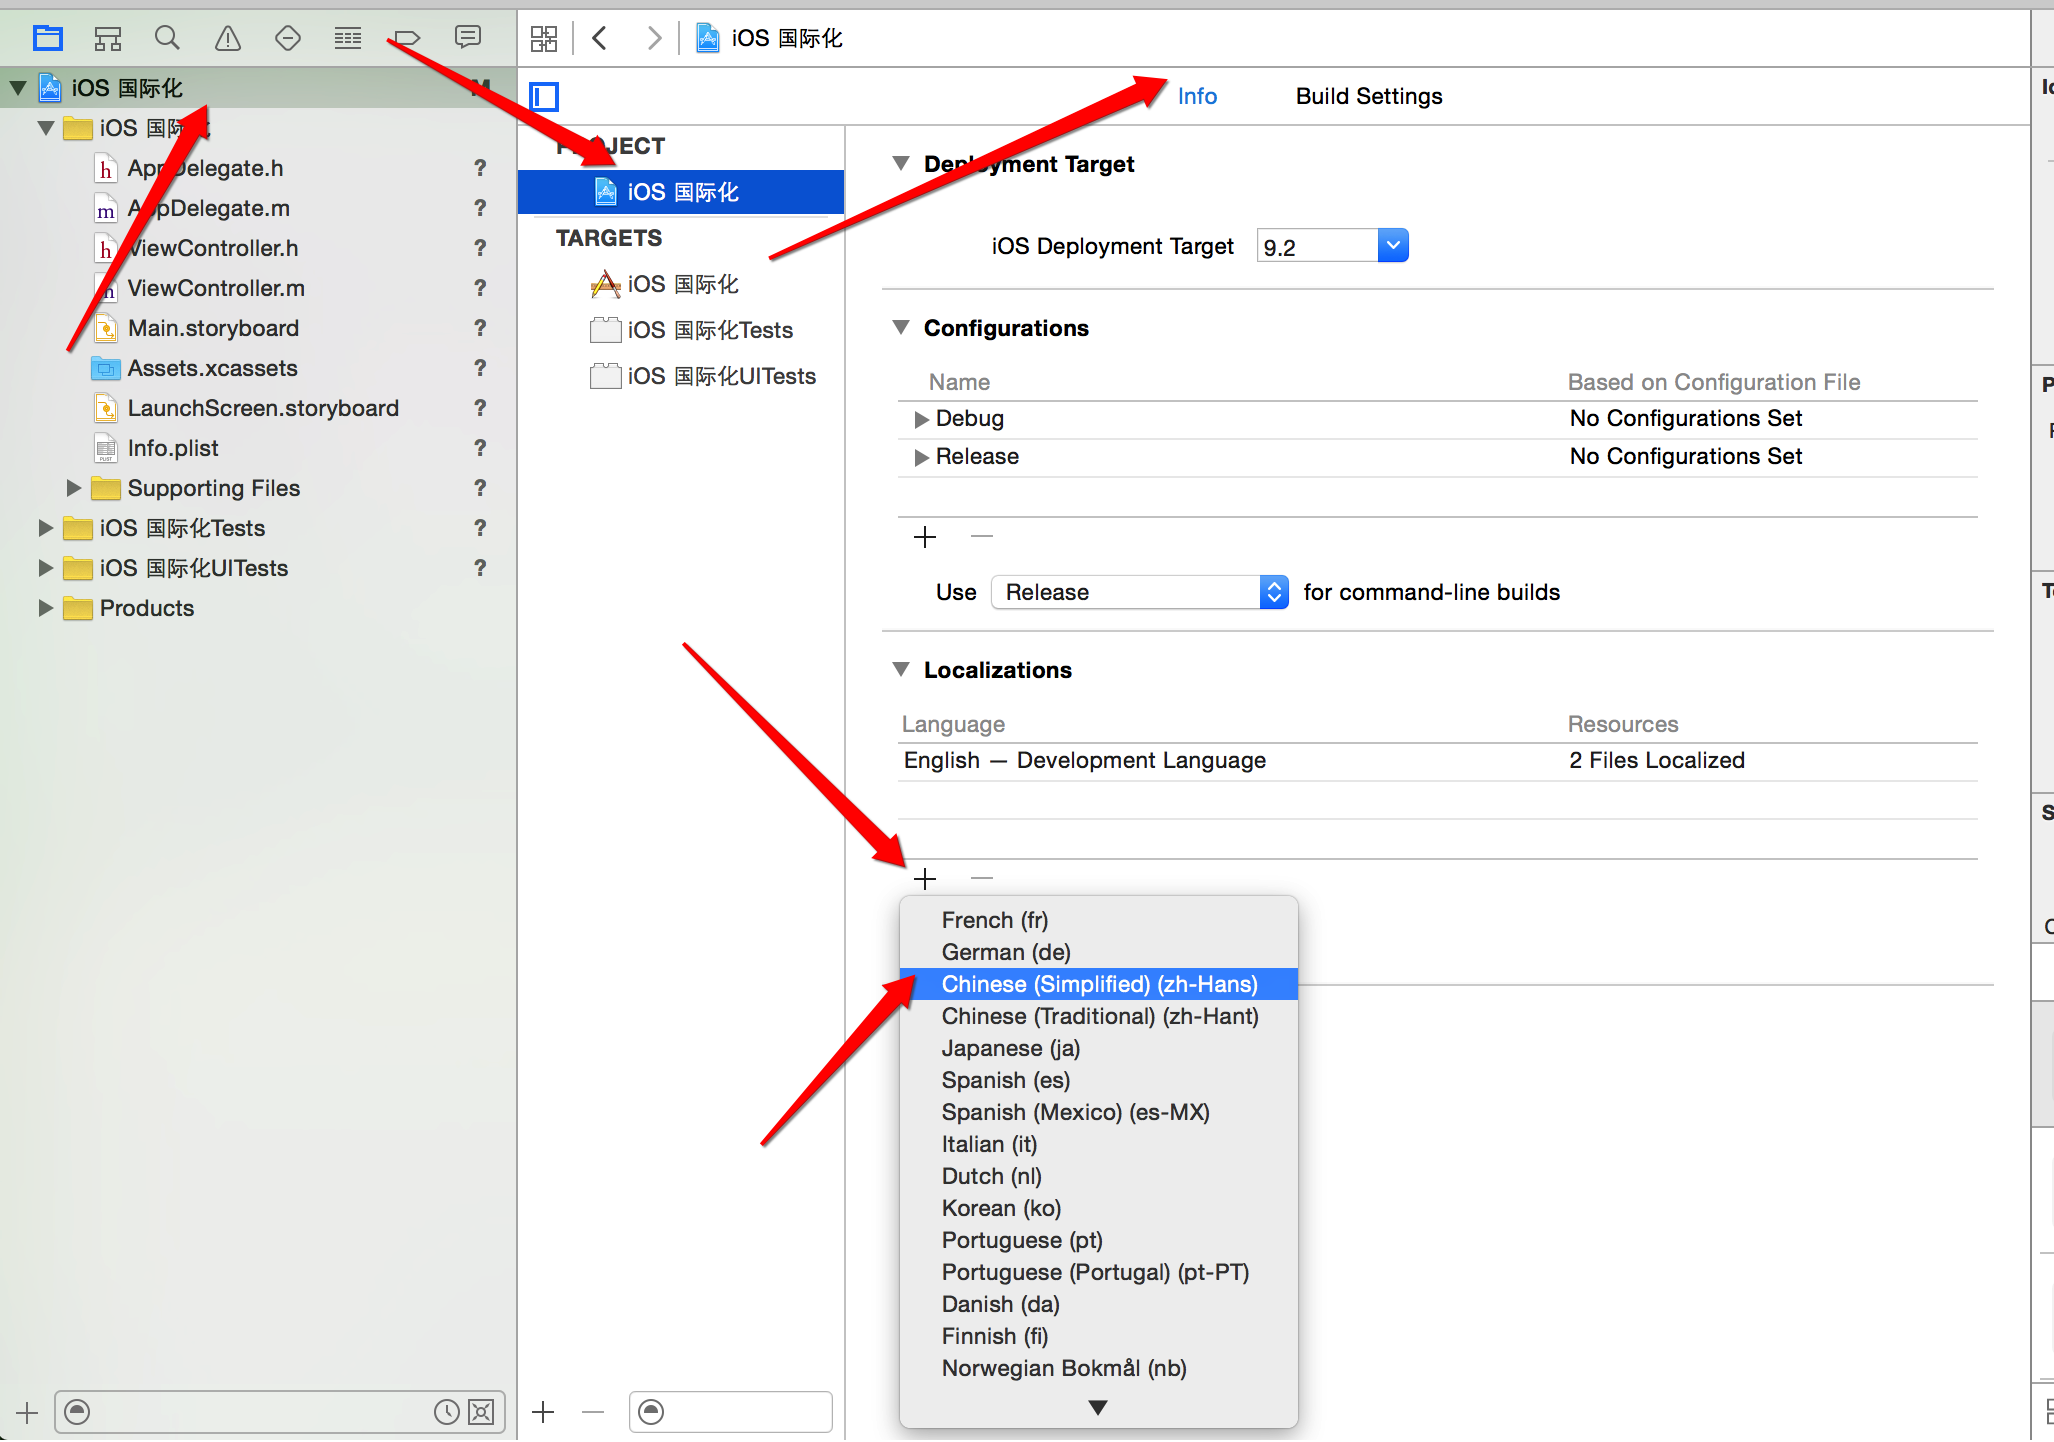 iOS 国际化
Info
Build Settings
iOS 国际化
M
iOS 国际化
AppDelegate.h ?
AppDelegate.m ?
ViewController.h ?
ViewController.m ?
Main.storyboard ?
Assets.xcassets ?
LaunchScreen.storyboard ?
Info.plist ?
Supporting Files ?
iOS 国际化Tests ?
iOS 国际化UITests ?
Products
PROJECT
iOS 国际化
TARGETS
iOS 国际化
iOS 国际化Tests
iOS 国际化UITests
Deployment Target
iOS Deployment Target 9.2
Configurations
Name Based on Configuration File
Debug No Configurations Set
Release No Configurations Set
Use Release for command-line builds
Localizations
Language Resources
English — Development Language 2 Files Localized
French (fr)
German (de)
Chinese (Simplified) (zh-Hans)
Chinese (Traditional) (zh-Hant)
Japanese (ja)
Spanish (es)
Spanish (Mexico) (es-MX)
Italian (it)
Dutch (nl)
Korean (ko)
Portuguese (pt)
Portuguese (Portugal) (pt-PT)
Danish (da)
Finnish (fi)
Norwegian Bokmål (nb)